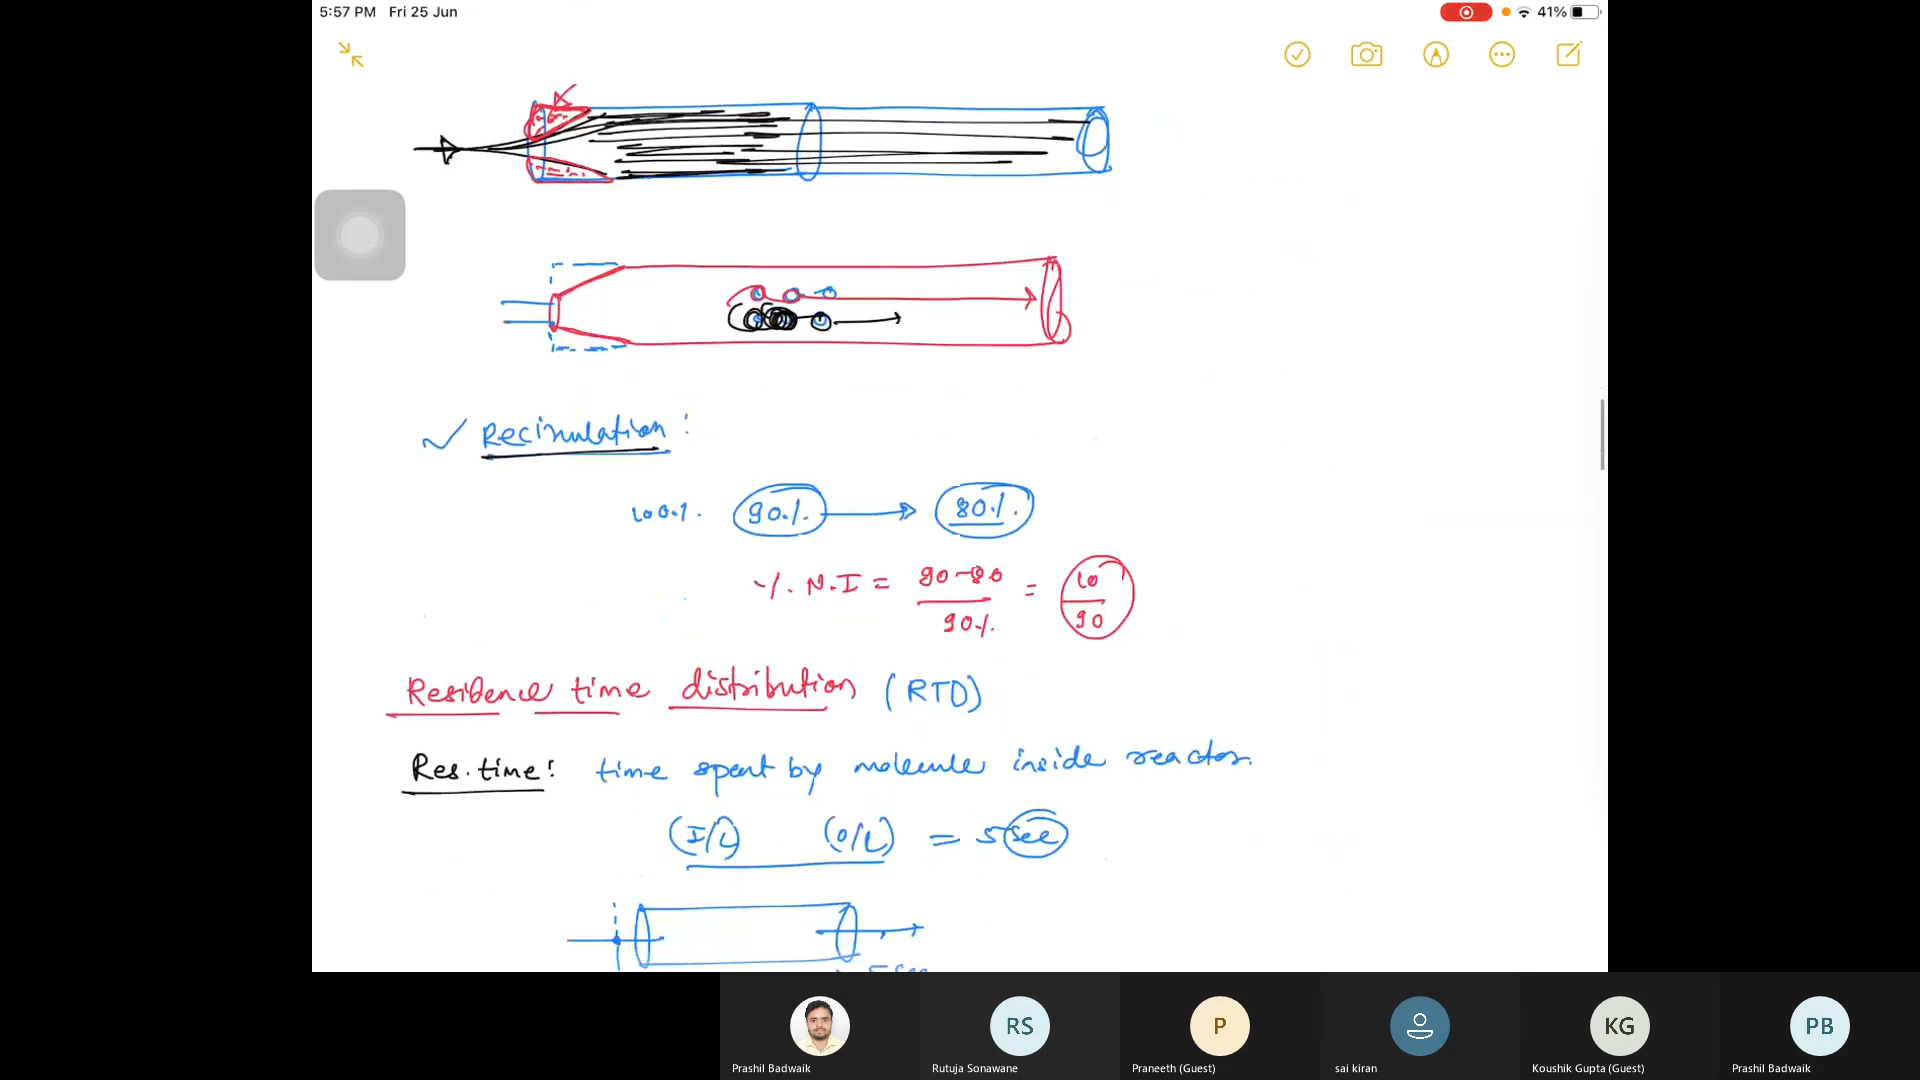 5:57 PM Fri 25 Jun 41%
Recirculation :
100%. 90%. 80%.
%. N.I = 90-80 / 90%. = 10 / 90
Residence time distribution (RTD)
Res. time : time spent by molecule inside reactor.
(I/L) (O/L) = 5 sec
5 sec
RS P KG PB
Prashil Badwaik Rutuja Sonawane Praneeth (Guest) sai kiran Koushik Gupta (Guest) Prashil Badwaik